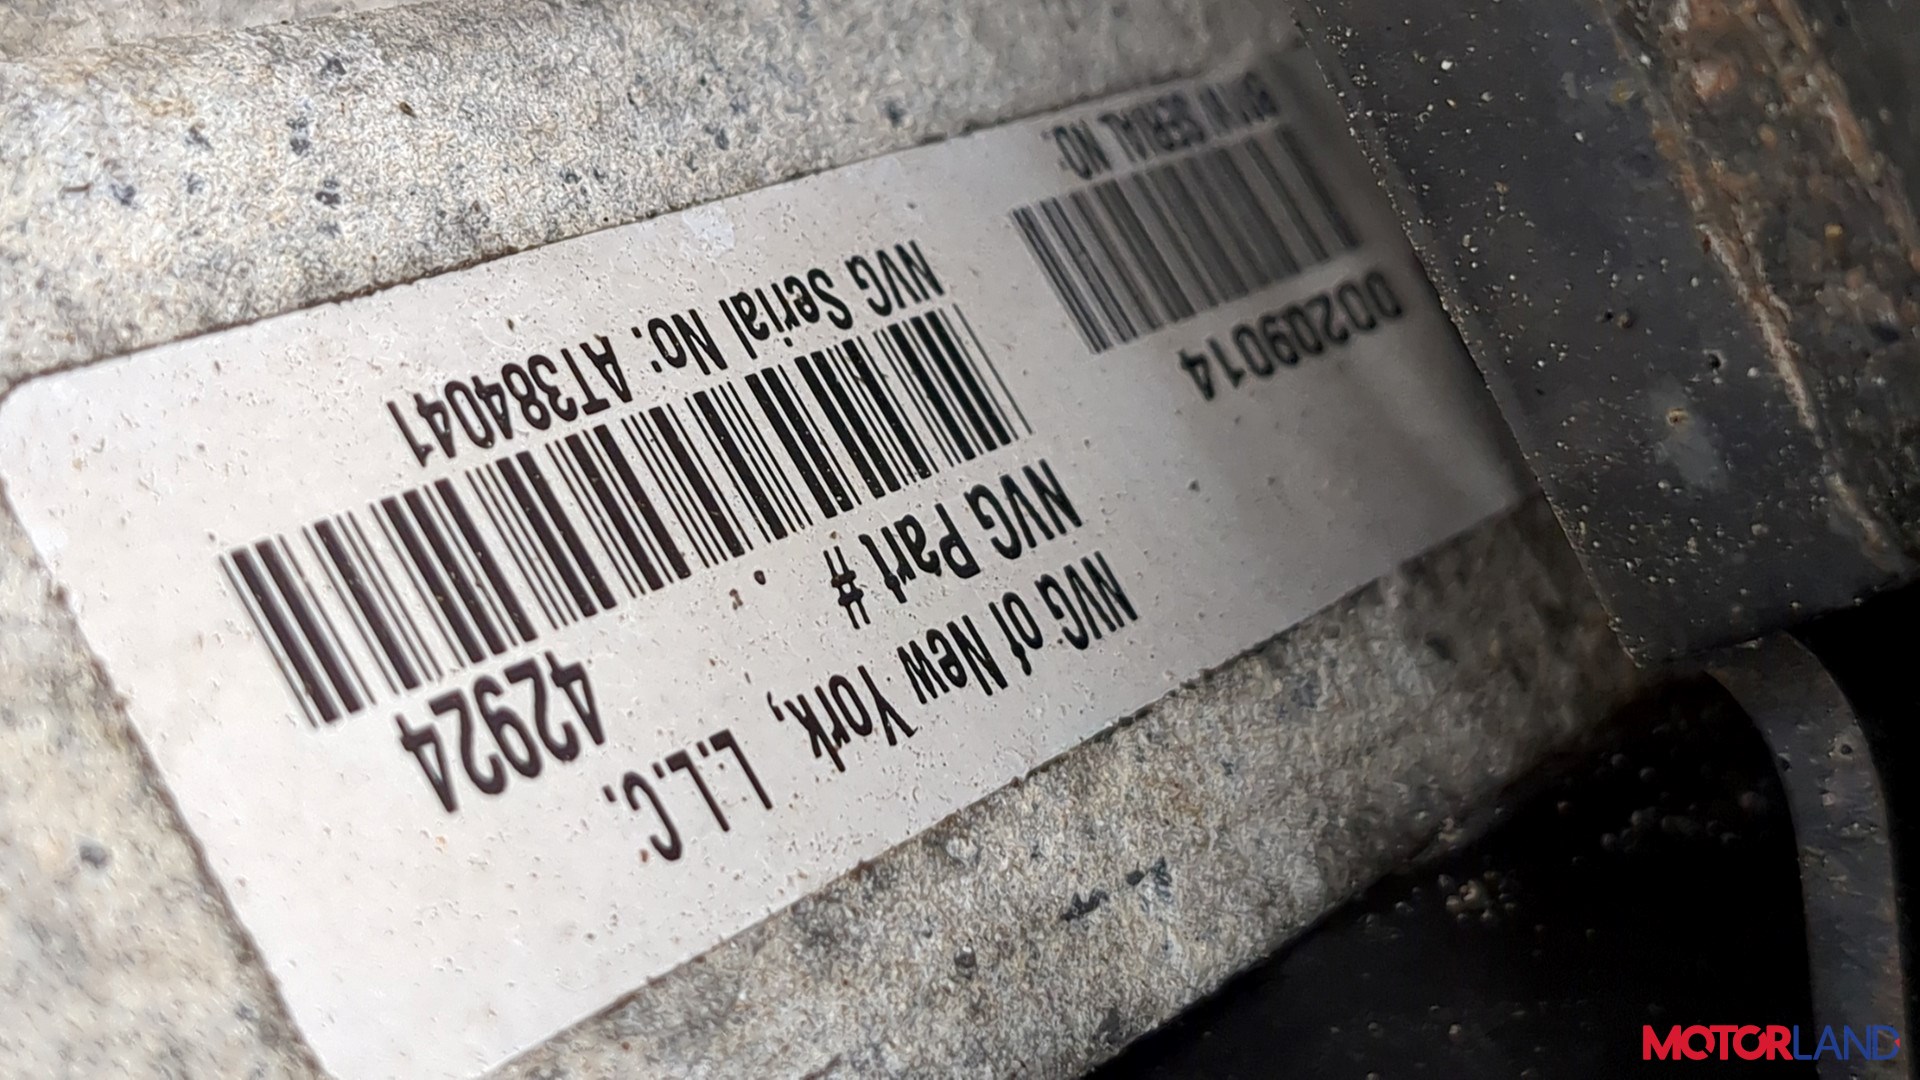 NVG of New York, L.L.C.
NVG Part # 42924
NVG Serial No: AT384041
00209014
BMW SERIAL NO.
MOTORLAND